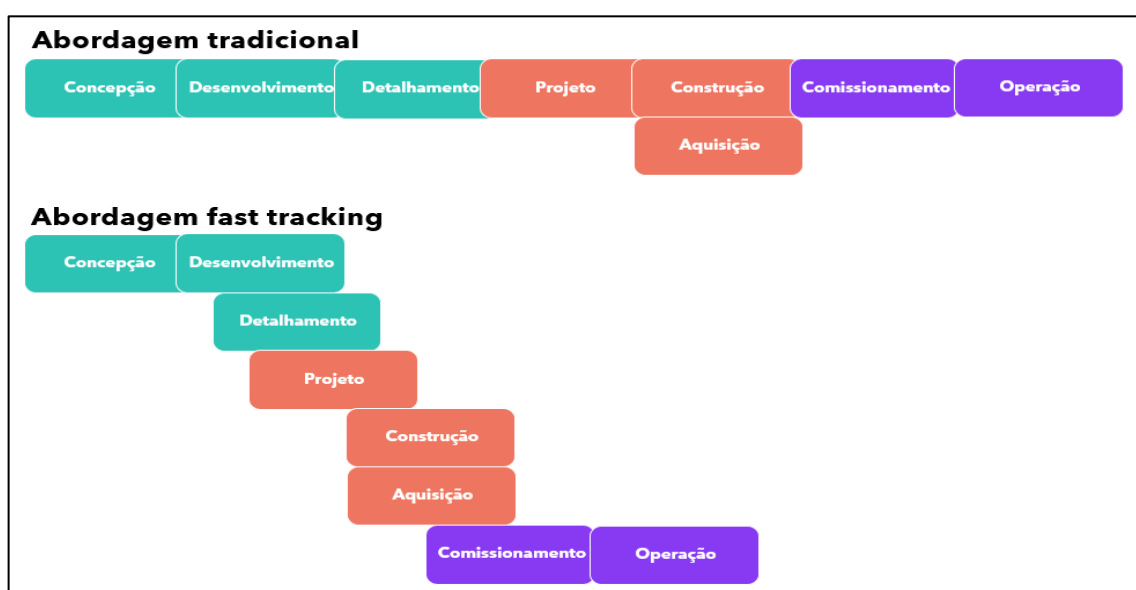 Abordagem tradicional
Concepção Desenvolvimento Detalhamento Projeto Construção Comissionamento Operação
Aquisição
Abordagem fast tracking
Concepção Desenvolvimento
Detalhamento
Projeto
Construção
Aquisição
Comissionamento Operação